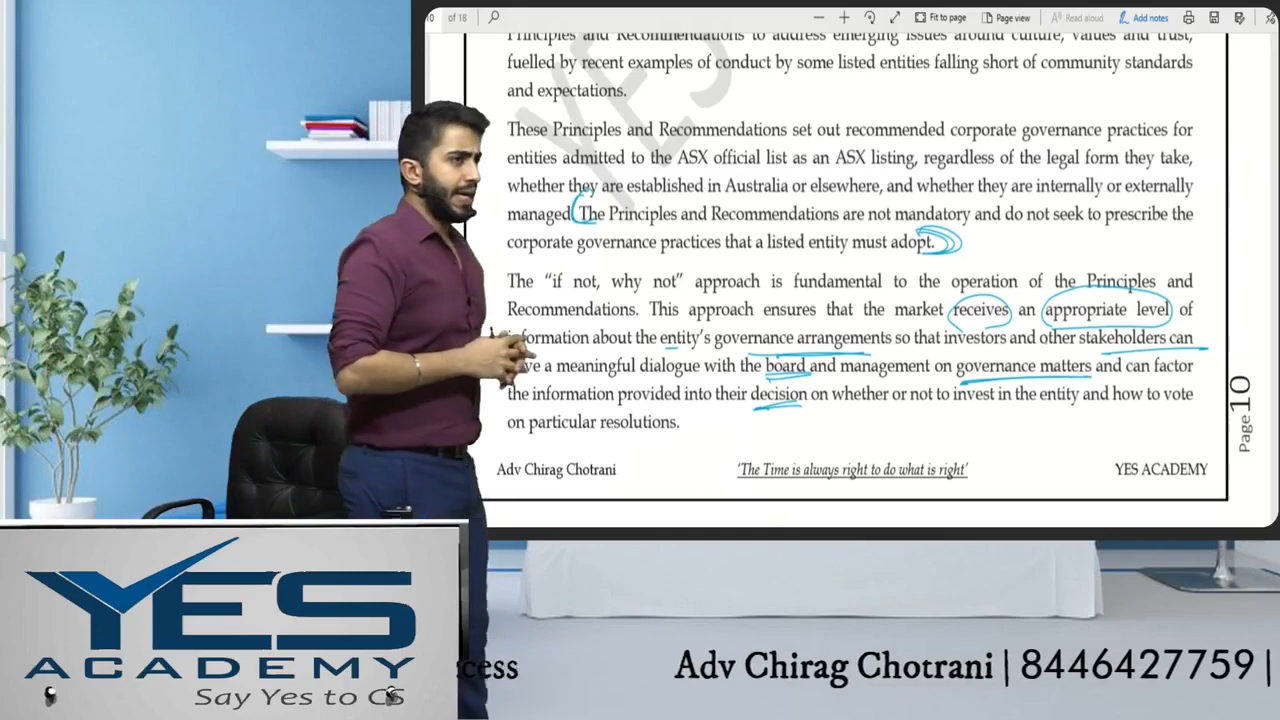 10 of 18
Fit to page
Page view
Read aloud
Add notes
Principles and Recommendations to address emerging issues around culture, values and trust,
fuelled by recent examples of conduct by some listed entities falling short of community standards
and expectations.
These Principles and Recommendations set out recommended corporate governance practices for
entities admitted to the ASX official list as an ASX listing, regardless of the legal form they take,
whether they are established in Australia or elsewhere, and whether they are internally or externally
managed. The Principles and Recommendations are not mandatory and do not seek to prescribe the
corporate governance practices that a listed entity must adopt.
The “if not, why not” approach is fundamental to the operation of the Principles and
Recommendations. This approach ensures that the market receives an appropriate level of
information about the entity’s governance arrangements so that investors and other stakeholders can
a meaningful dialogue with the board and management on governance matters and can factor
the information provided into their decision on whether or not to invest in the entity and how to vote
on particular resolutions.
Page 10
Adv Chirag Chotrani
‘The Time is always right to do what is right’
YES ACADEMY
YES
YES
ACADEMY
Say Yes to CS
Adv Chirag Chotrani | 8446427759 |